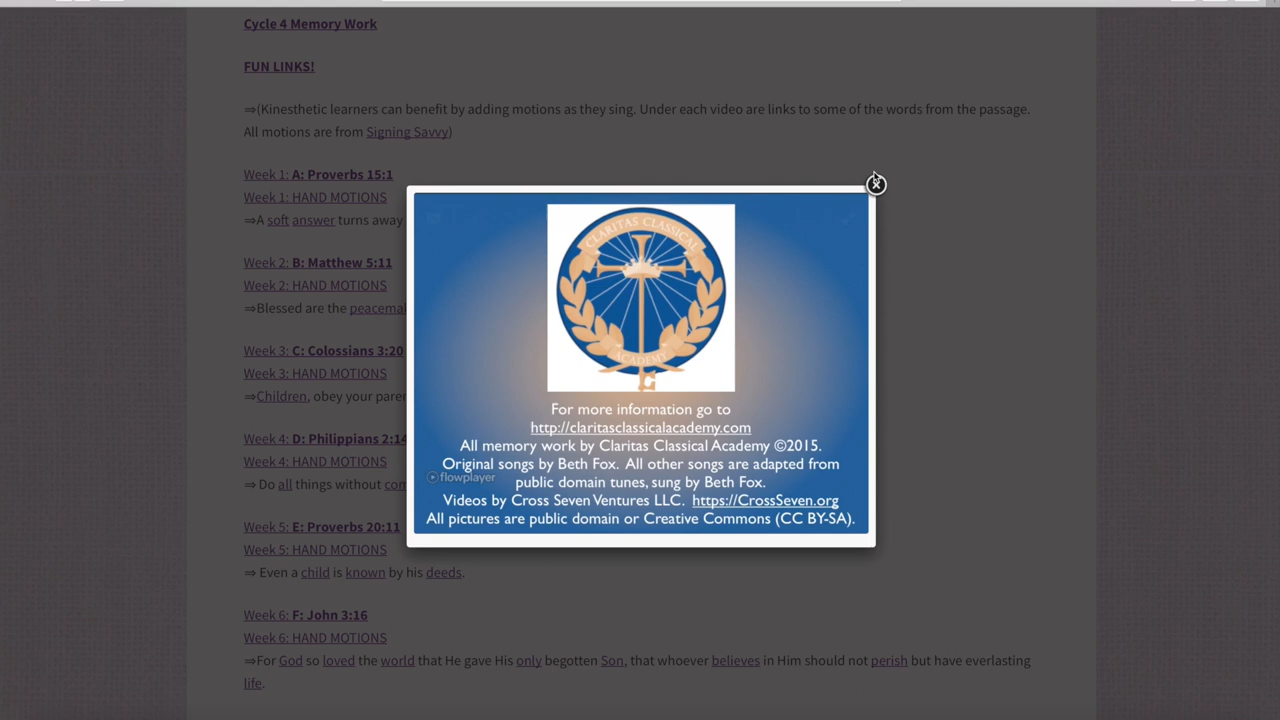 Cycle 4 Memory Work
FUN LINKS!
⇒(Kinesthetic learners can benefit by adding motions as they sing. Under each video are links to some of the words from the passage.
All motions are from Signing Savvy)
Week 1: A: Proverbs 15:1
Week 1: HAND MOTIONS
⇒A soft answer turns away
Week 2: B: Matthew 5:11
Week 2: HAND MOTIONS
⇒Blessed are the
Week 3: C: Colossians 3:20
Week 3: HAND MOTIONS
⇒Children, obey your
Week 4: D: Philippians 2:14
Week 4: HAND MOTIONS
⇒ Do all things without
Week 5: E: Proverbs 20:11
Week 5: HAND MOTIONS
⇒ Even a child is known by his deeds.
Week 6: F: John 3:16
Week 6: HAND MOTIONS
⇒For God so loved the world that He gave His only begotten Son, that whoever believes in Him should not perish but have everlasting
life.
CLARITAS CLASSICAL
ACADEMY
For more information go to
http://claritasclassicalacademy.com
All memory work by Claritas Classical Academy ©2015.
Original songs by Beth Fox. All other songs are adapted from
public domain tunes, sung by Beth Fox.
flowplayer
Videos by Cross Seven Ventures LLC. https://CrossSeven.org
All pictures are public domain or Creative Commons (CC BY-SA).